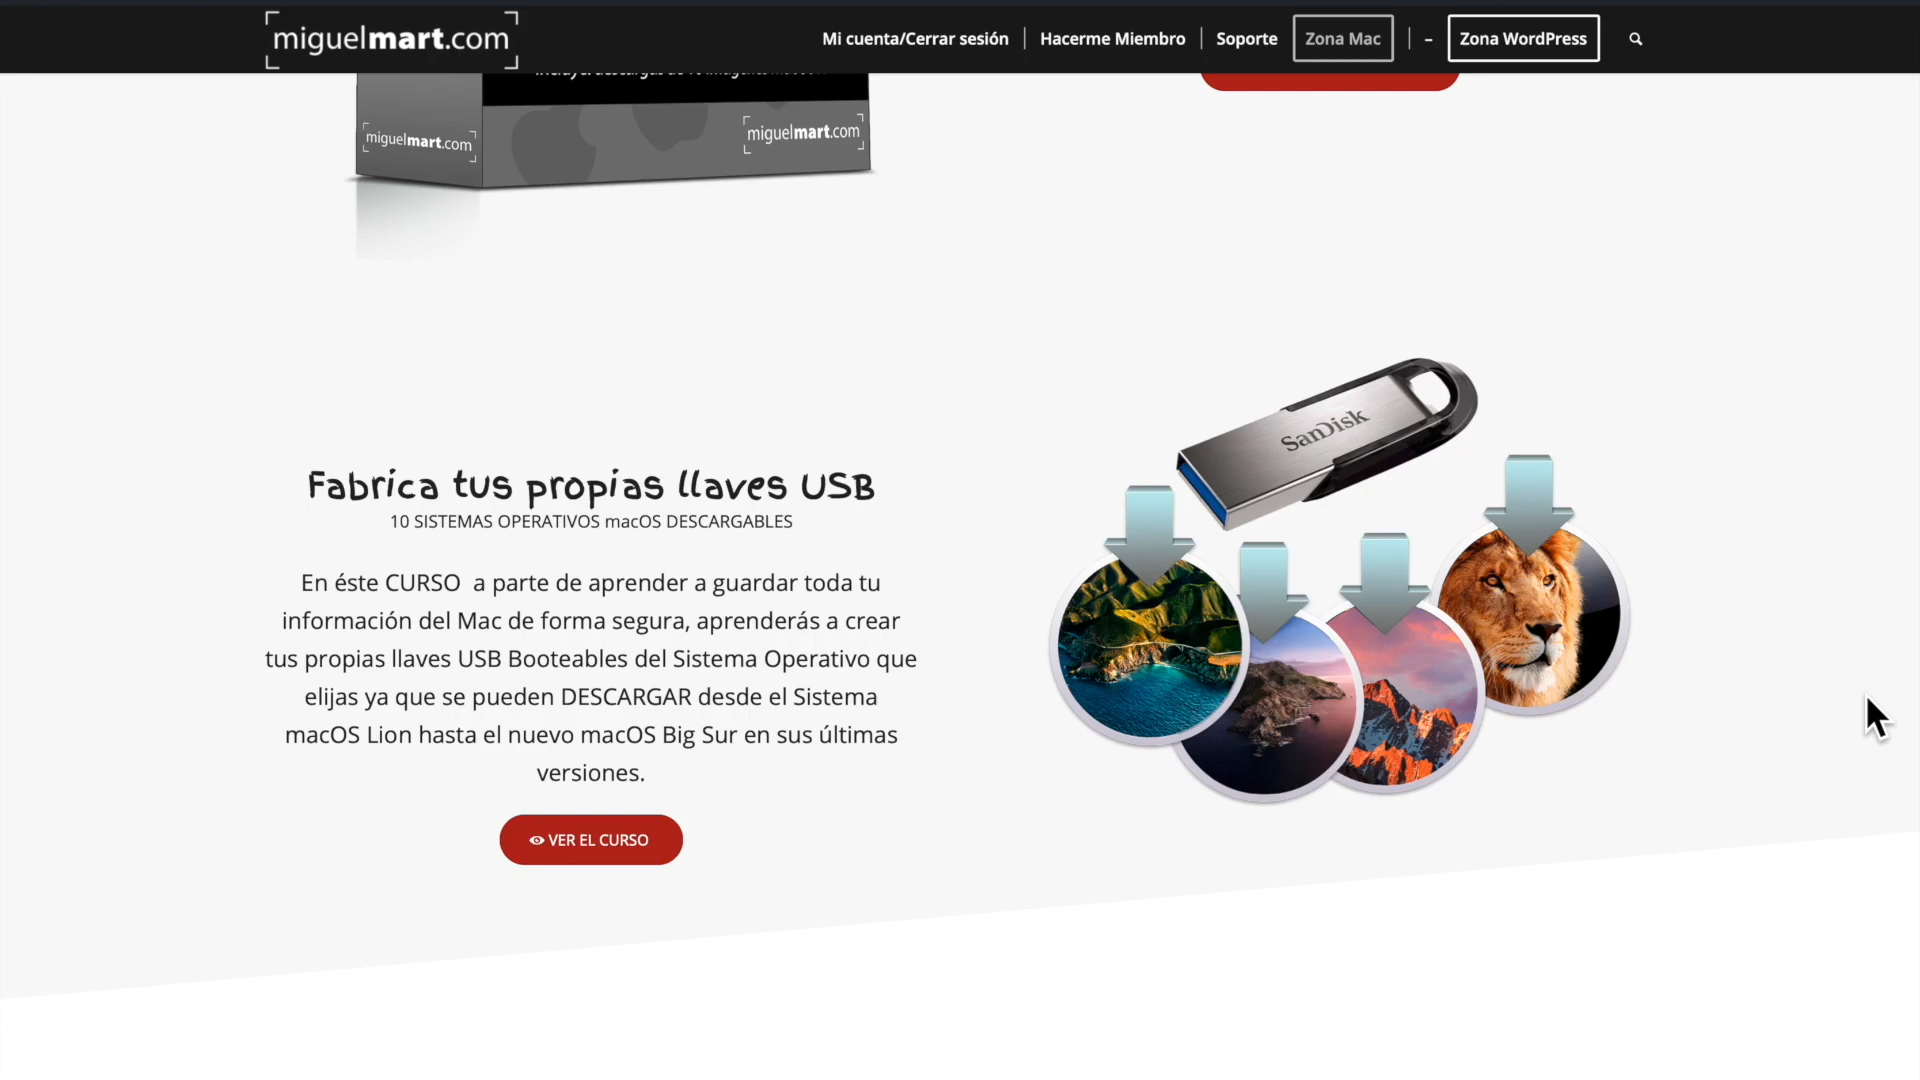 miguelmart.com
Mi cuenta/Cerrar sesión
Hacerme Miembro
Soporte
Zona Mac
–
Zona WordPress
miguelmart.com
miguelmart.com
SanDisk
Fabrica tus propias llaves USB
10 SISTEMAS OPERATIVOS macOS DESCARGABLES
En éste CURSO a parte de aprender a guardar toda tu
información del Mac de forma segura, aprenderás a crear
tus propias llaves USB Booteables del Sistema Operativo que
elijas ya que se pueden DESCARGAR desde el Sistema
macOS Lion hasta el nuevo macOS Big Sur en sus últimas
versiones.
VER EL CURSO